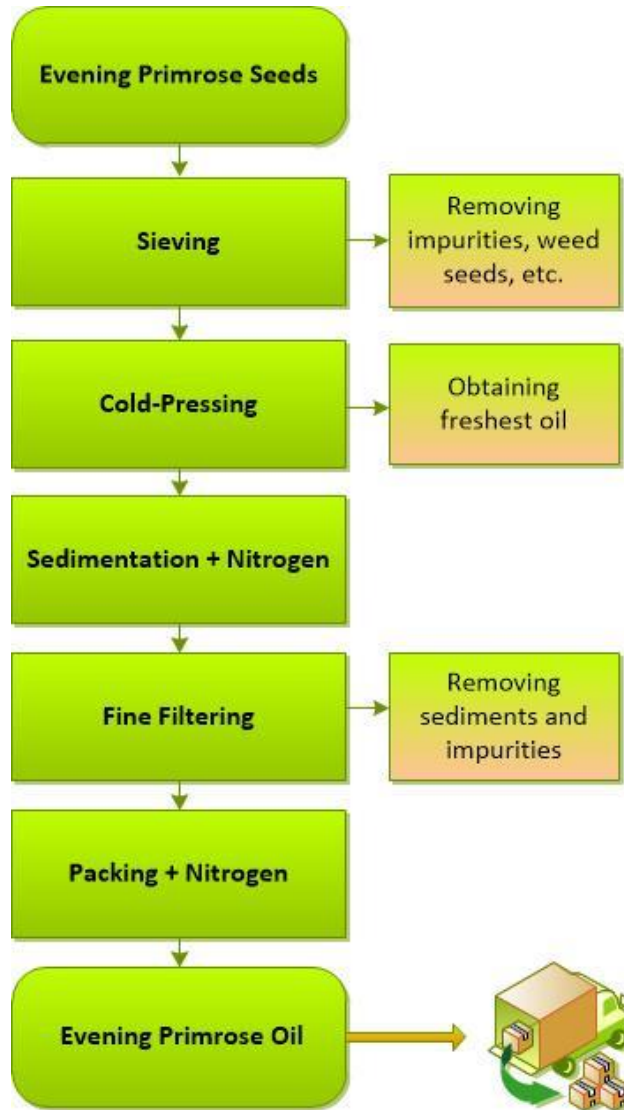 Evening Primrose Seeds
Sieving
Removing
impurities, weed
seeds, etc.
Cold-Pressing
Obtaining
freshest oil
Sedimentation + Nitrogen
Fine Filtering
Removing
sediments and
impurities
Packing + Nitrogen
Evening Primrose Oil